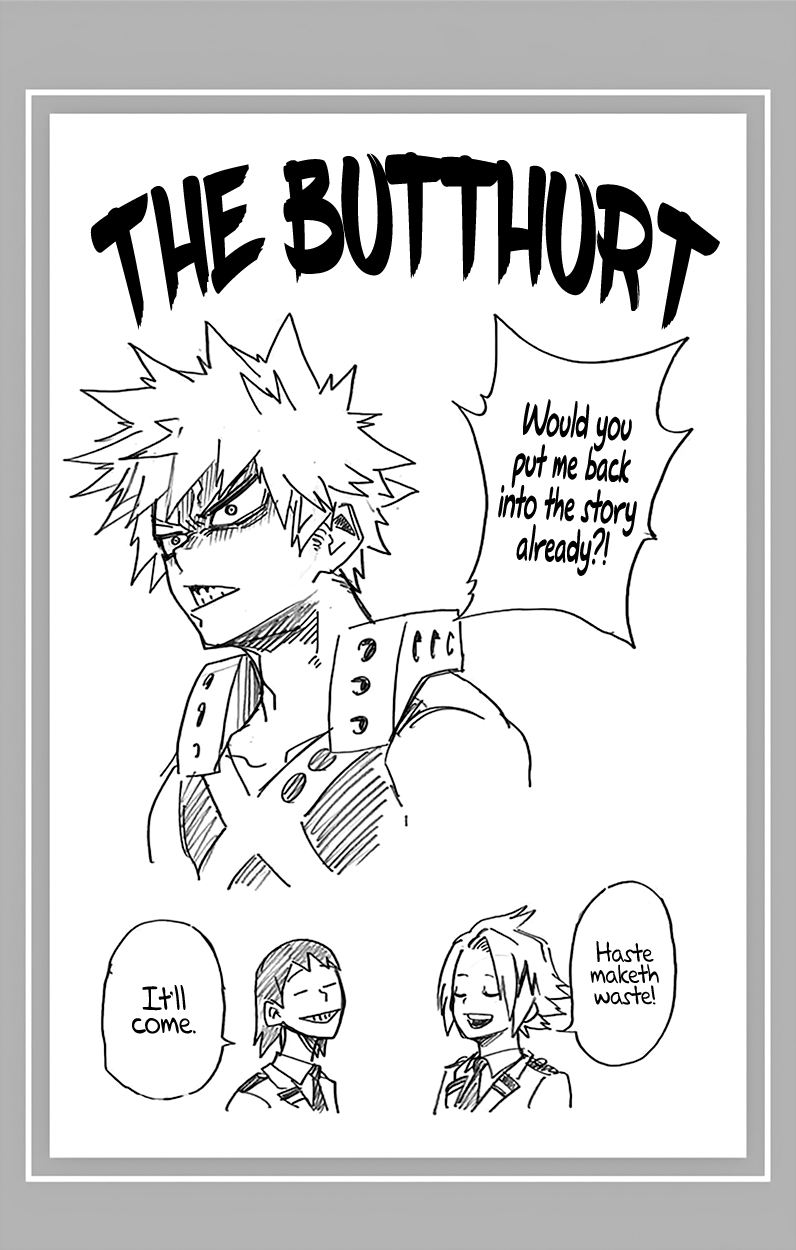 THE BUTTHURT
Would you
put me back
into the story
already?!
It'll
come.
Haste
maketh
waste!